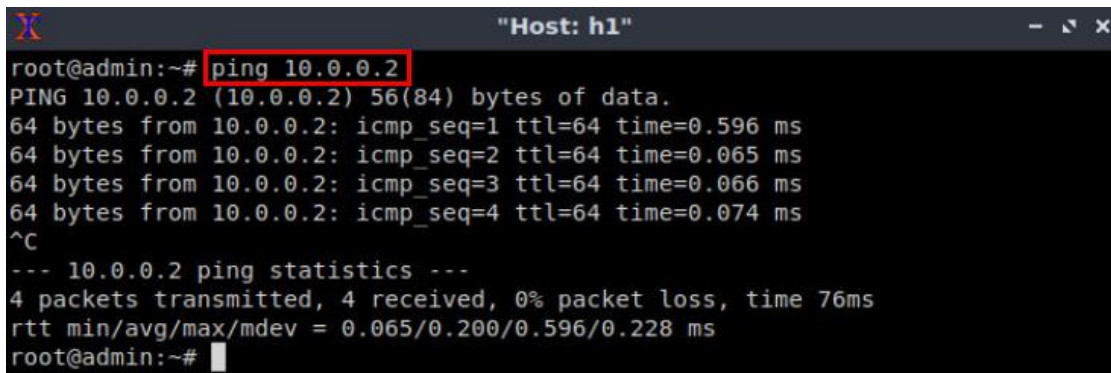 "Host: h1"
root@admin:~# ping 10.0.0.2
PING 10.0.0.2 (10.0.0.2) 56(84) bytes of data.
64 bytes from 10.0.0.2: icmp_seq=1 ttl=64 time=0.596 ms
64 bytes from 10.0.0.2: icmp_seq=2 ttl=64 time=0.065 ms
64 bytes from 10.0.0.2: icmp_seq=3 ttl=64 time=0.066 ms
64 bytes from 10.0.0.2: icmp_seq=4 ttl=64 time=0.074 ms
^C
--- 10.0.0.2 ping statistics ---
4 packets transmitted, 4 received, 0% packet loss, time 76ms
rtt min/avg/max/mdev = 0.065/0.200/0.596/0.228 ms
root@admin:~#